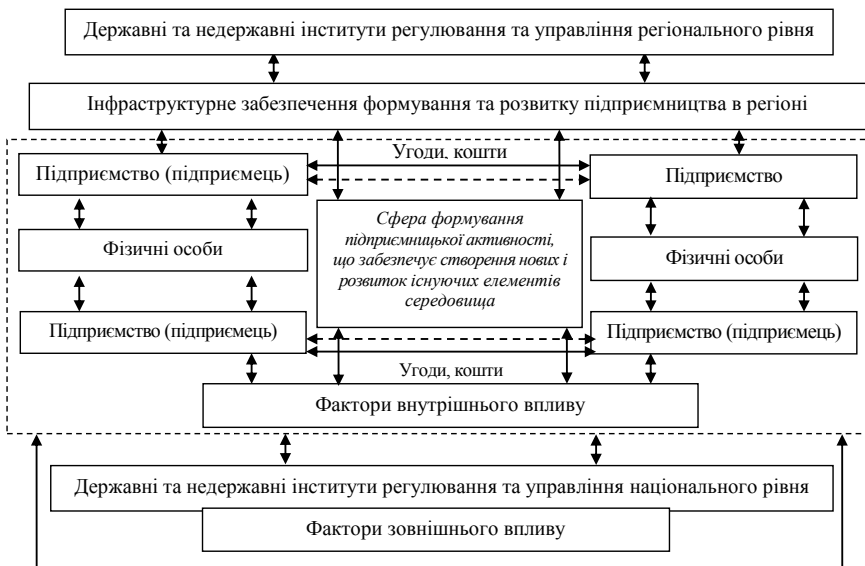 Державні та недержавні інститути регулювання та управління регіонального рівня
Інфраструктурне забезпечення формування та розвитку підприємництва в регіоні
Угоди, кошти
Підприємство (підприємець)
Підприємство
Сфера формування
підприємницької активності,
що забезпечує створення нових і
розвиток існуючих елементів
середовища
Фізичні особи
Фізичні особи
Підприємство (підприємець)
Підприємство (підприємець)
Угоди, кошти
Фактори внутрішнього впливу
Державні та недержавні інститути регулювання та управління національного рівня
Фактори зовнішнього впливу